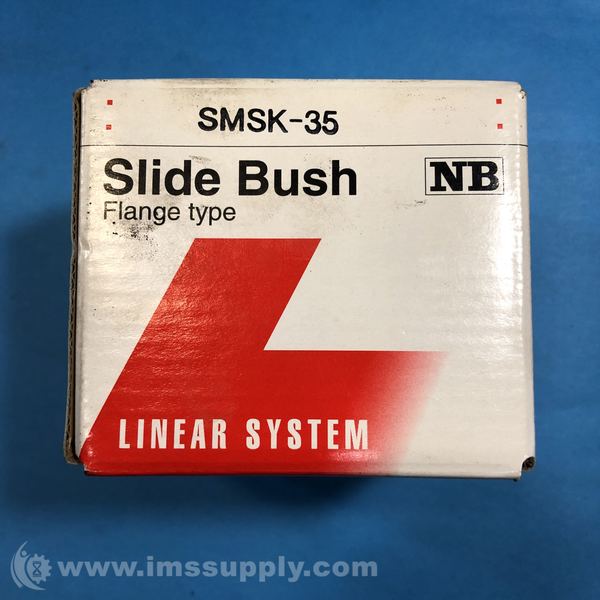 SMSK-35
Slide Bush
NB
Flange type
LINEAR SYSTEM
www.imssupply.com